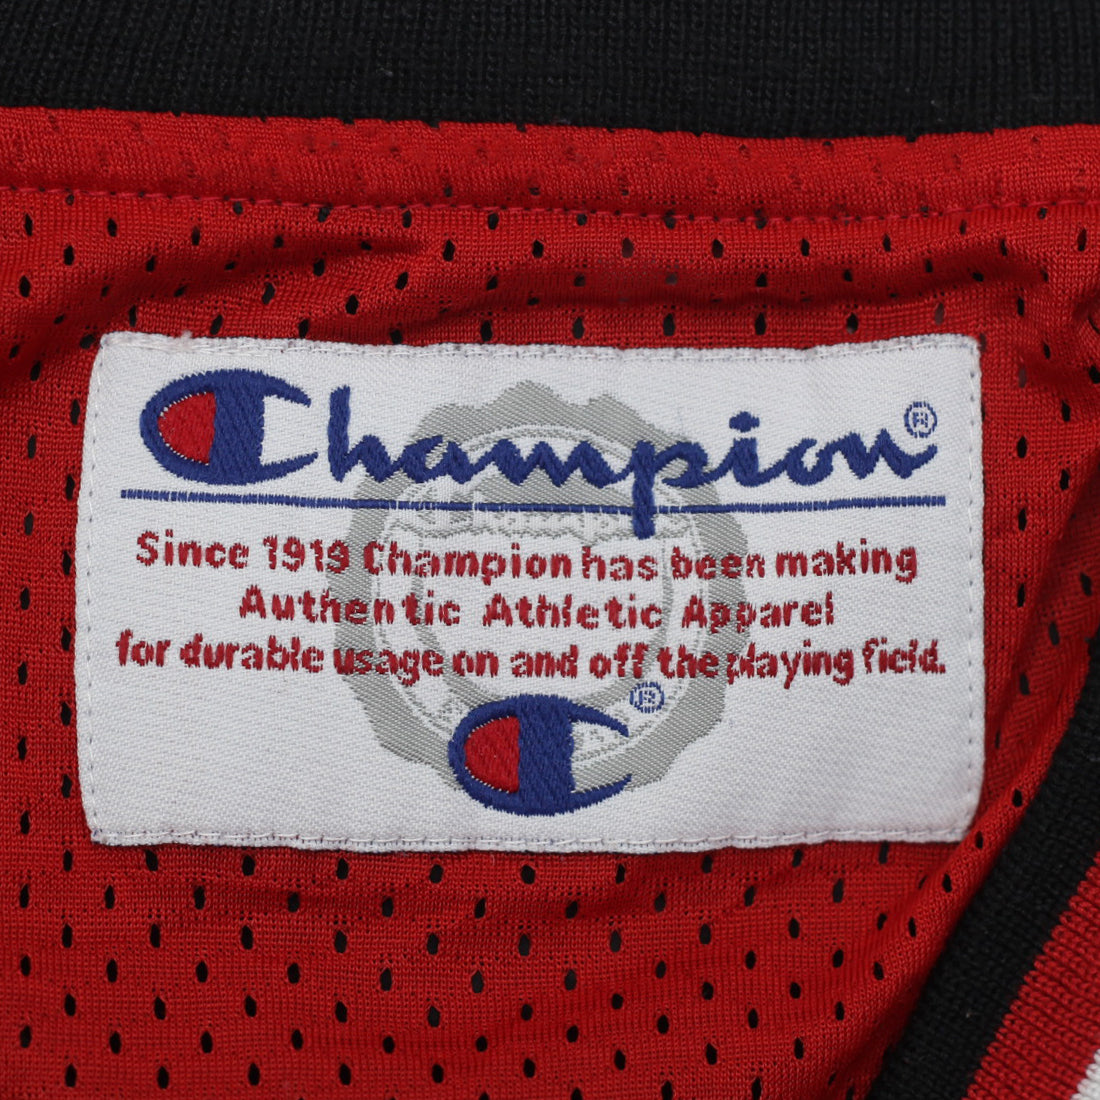 Champion®
Since 1919 Champion has been making
Authentic Athletic Apparel
for durable usage on and off the playing field.
®